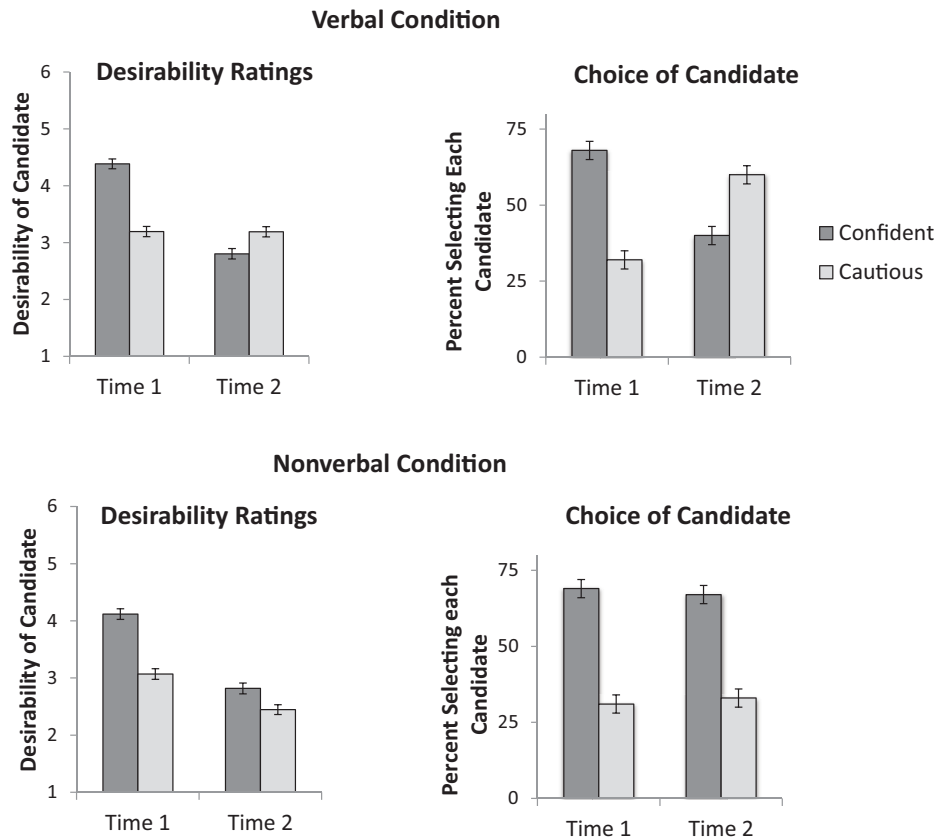 Verbal Condition
Desirability Ratings
Desirability of Candidate
6
5
4
3
2
1
Time 1
Time 2
Choice of Candidate
Percent Selecting Each
Candidate
75
50
25
0
Time 1
Time 2
Confident
Cautious
Nonverbal Condition
Desirability Ratings
Desirability of Candidate
6
5
4
3
2
1
Time 1
Time 2
Choice of Candidate
Percent Selecting each
Candidate
75
50
25
0
Time 1
Time 2